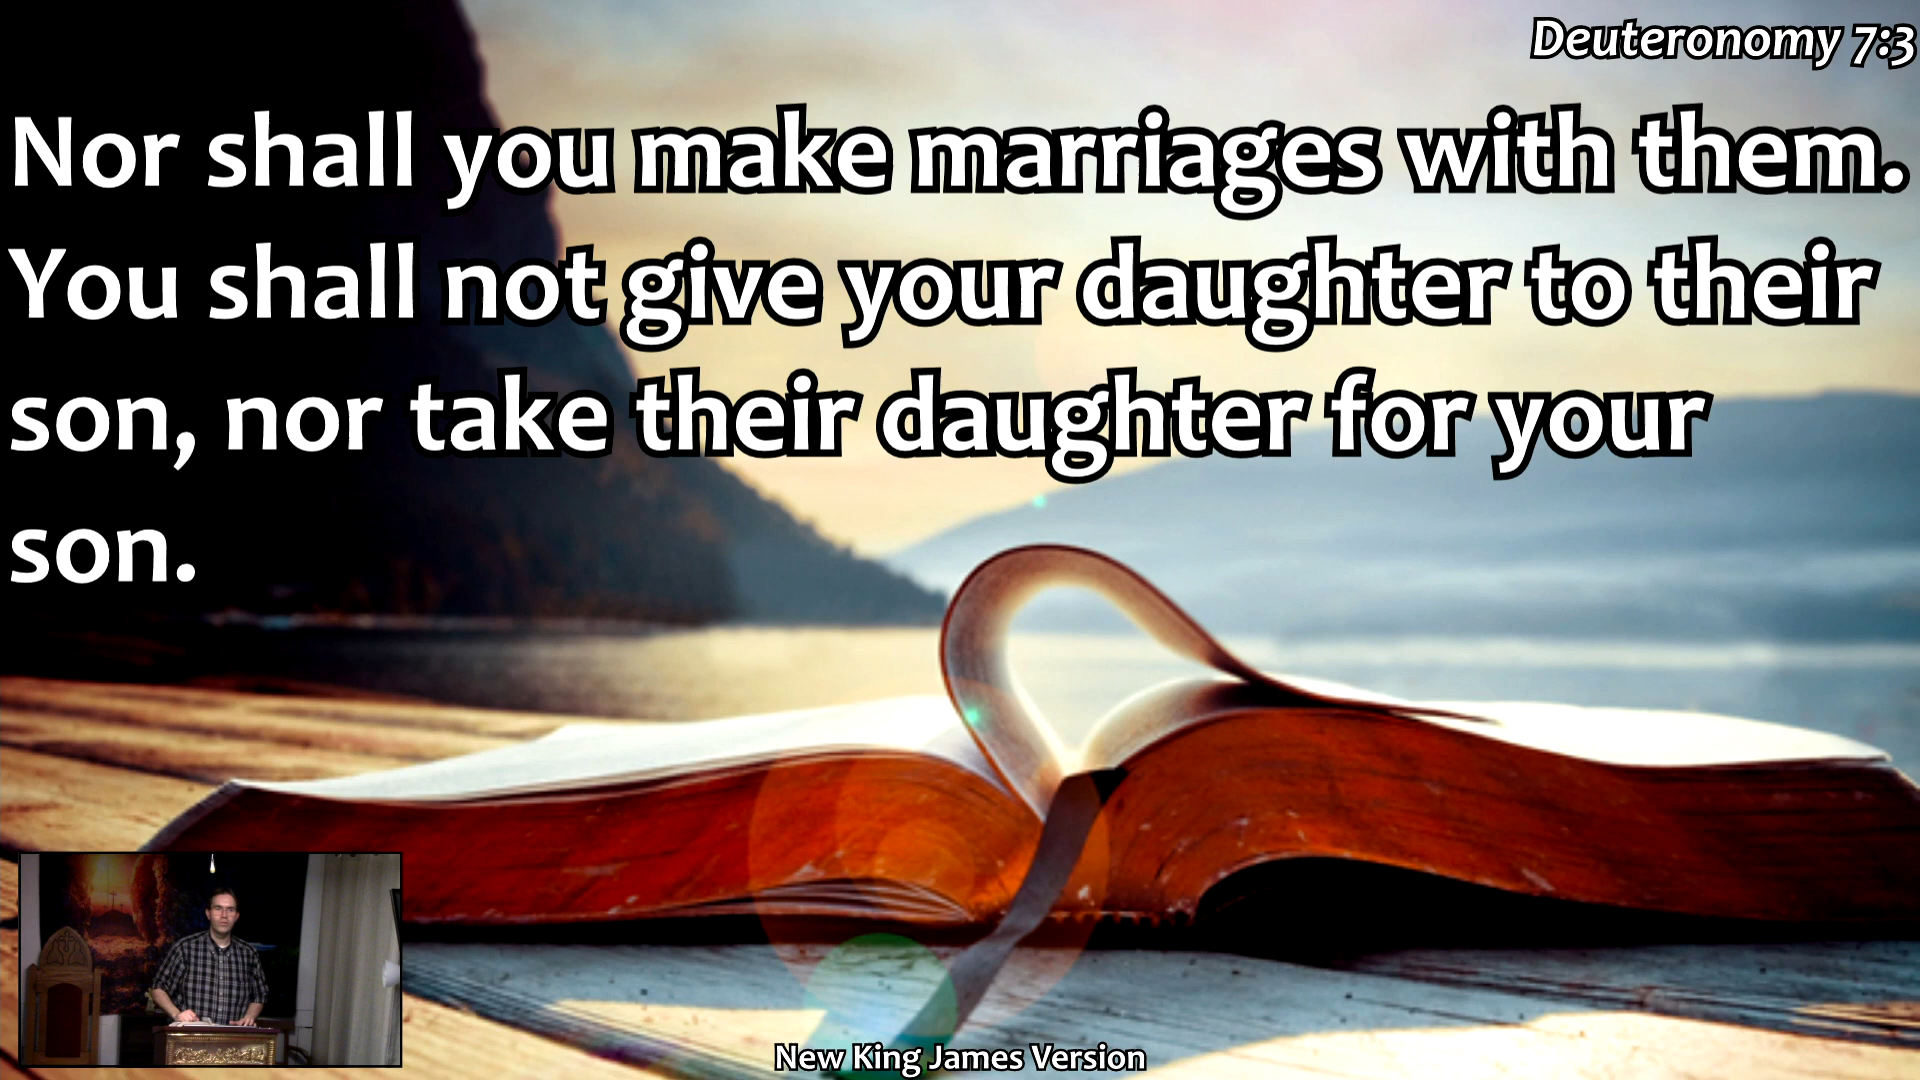 Deuteronomy 7:3
Nor shall you make marriages with them.
You shall not give your daughter to their
son, nor take their daughter for your
son.
New King James Version